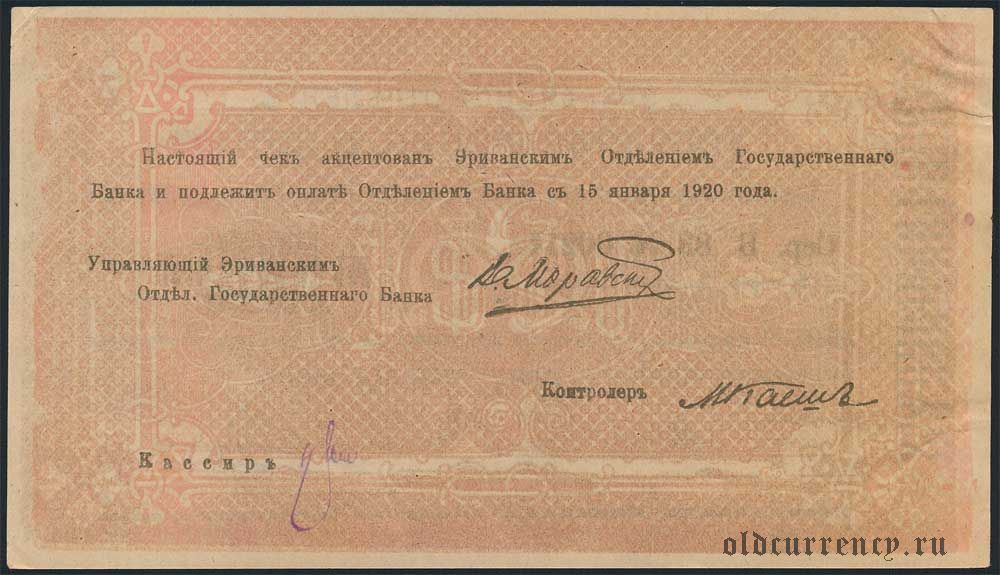 Настоящій чекъ акцептованъ Эриванскимъ Отдѣленіемъ Государственнаго
Банка и подлежитъ оплатѣ Отдѣленіемъ Банка съ 15 января 1920 года.
Управляющій Эриванскимъ
Отдѣл. Государственнаго Банка
Контролеръ
Кассиръ
oldcurrency.ru